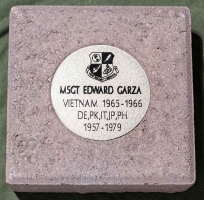 MSGT EDWARD GARZA
VIETNAM 1965-1966
DE,PK,IT,JP,PH
1957-1979